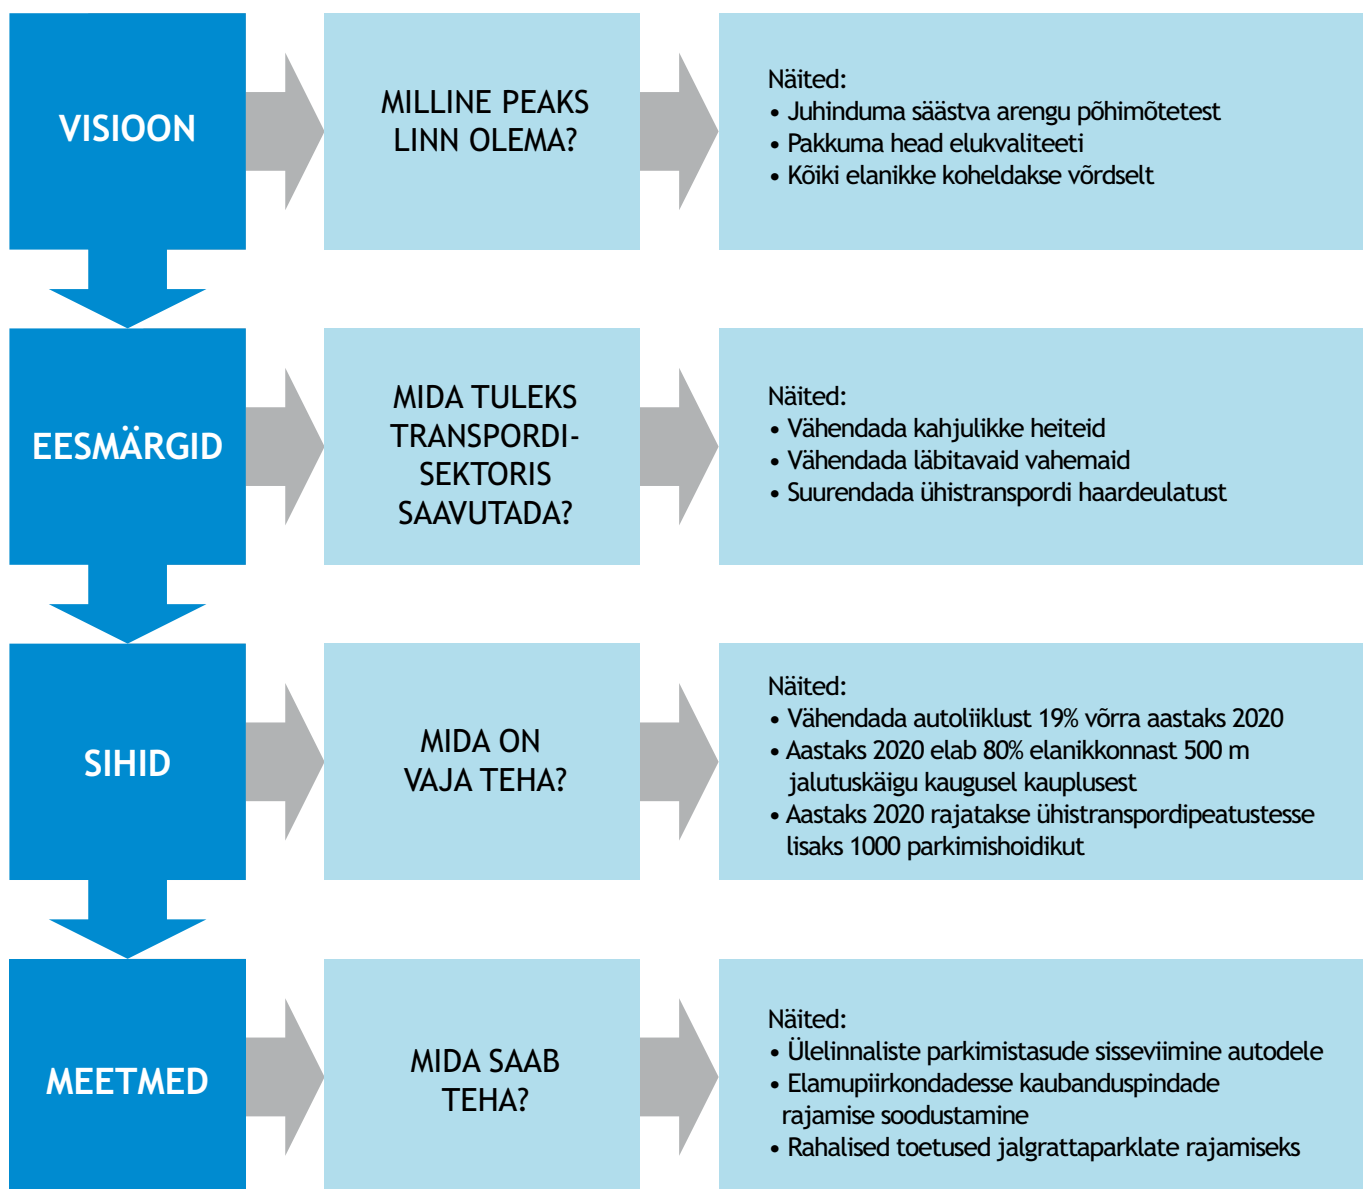 VISIOON
MILLINE PEAKS
LINN OLEMA?
Näited:
• Juhinduma säästva arengu põhimõtetest
• Pakkuma head elukvaliteeti
• Kõiki elanikke koheldakse võrdselt
EESMÄRGID
MIDA TULEKS
TRANSPORDI-
SEKTORIS
SAAVUTADA?
Näited:
• Vähendada kahjulikke heiteid
• Vähendada läbitavaid vahemaid
• Suurendada ühistranspordi haardeulatust
SIHID
MIDA ON
VAJA TEHA?
Näited:
• Vähendada autoliiklust 19% võrra aastaks 2020
• Aastaks 2020 elab 80% elanikkonnast 500 m
jalutuskäigu kaugusel kauplusest
• Aastaks 2020 rajatakse ühistranspordipeatustesse
lisaks 1000 parkimishoidikut
MEETMED
MIDA SAAB
TEHA?
Näited:
• Ülelinnaliste parkimistasude sisseviimine autodele
• Elamupiirkondadesse kaubanduspindade
rajamise soodustamine
• Rahalised toetused jalgrattaparklate rajamiseks